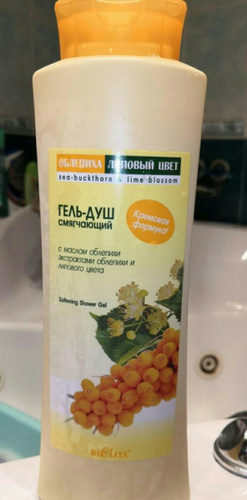 ОБЛЕПИХА ЛИПОВЫЙ ЦВЕТ
sea-buckthorn & lime blossom
ГЕЛЬ-ДУШ
смягчающий
Кремовая
формула!
с маслом облепихи
экстрактами облепихи и
липового цвета
Softening Shower Gel
BIELITA